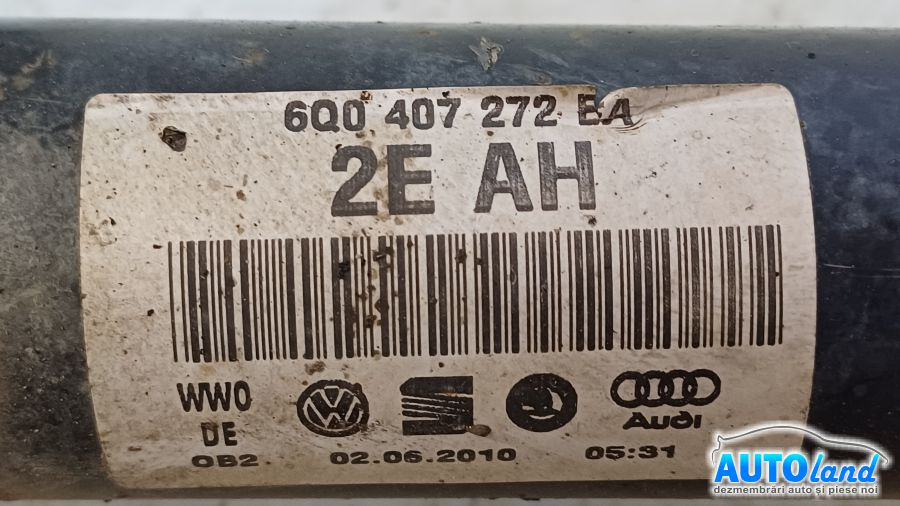 6Q0 407 272 EA
2E AH
WWO
DE
OB2
02.06.2010
05:31
Audi
AUTOland
dezmembrări auto și piese noi